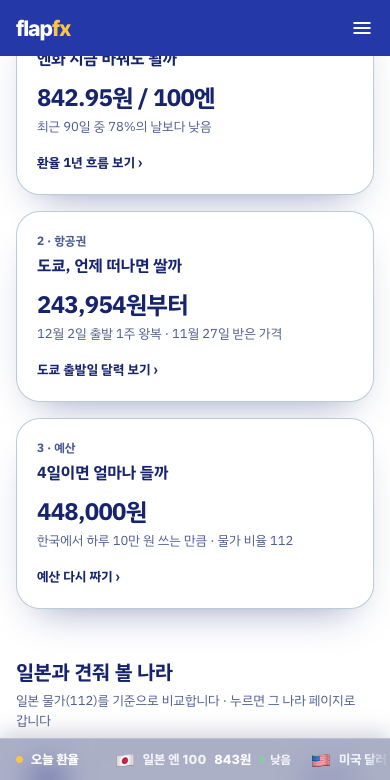 flapfx
엔화 지금 바꿔도 될까
842.95원 / 100엔
최근 90일 중 78%의 날보다 낮음
환율 1년 흐름 보기 ›
2 · 항공권
도쿄, 언제 떠나면 쌀까
243,954원부터
12월 2일 출발 1주 왕복 · 11월 27일 받은 가격
도쿄 출발일 달력 보기 ›
3 · 예산
4일이면 얼마나 들까
448,000원
한국에서 하루 10만 원 쓰는 만큼 · 물가 비율 112
예산 다시 짜기 ›
일본과 견줘 볼 나라
일본 물가(112)를 기준으로 비교합니다 · 누르면 그 나라 페이지로
갑니다
오늘 환율 일본 엔 100 843원 낮음 미국 달러